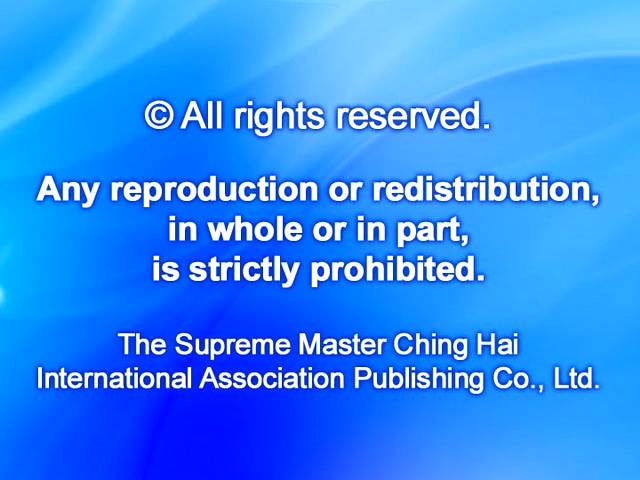 © All rights reserved.
Any reproduction or redistribution,
in whole or in part,
is strictly prohibited.
The Supreme Master Ching Hai
International Association Publishing Co., Ltd.